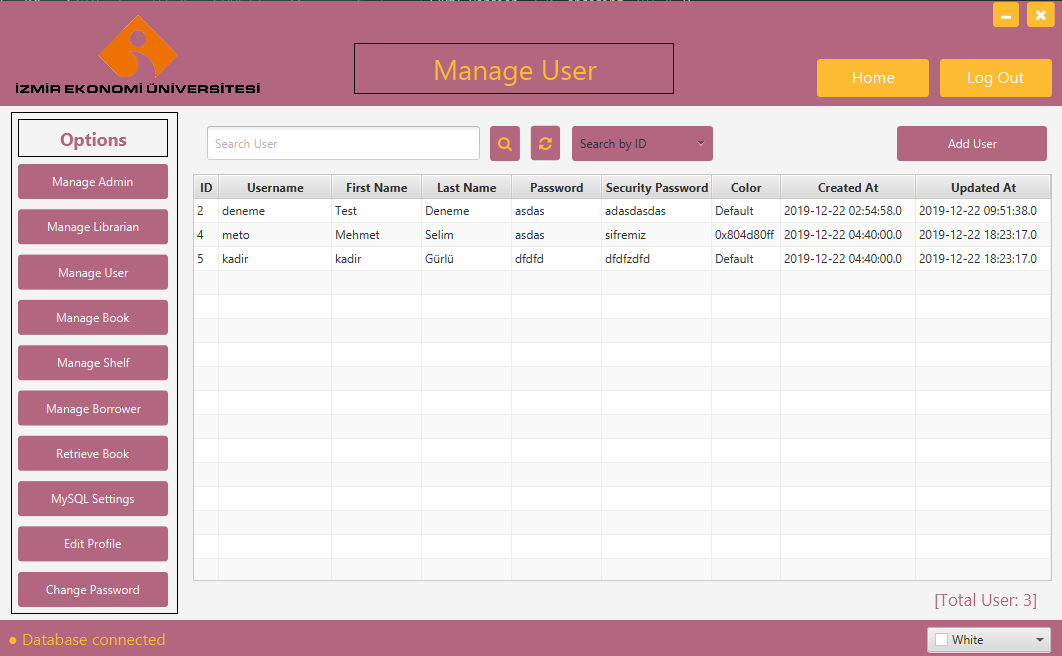 İZMİR EKONOMİ ÜNİVERSİTESİ
Manage User
Home
Log Out
Options
Manage Admin
Manage Librarian
Manage User
Manage Book
Manage Shelf
Manage Borrower
Retrieve Book
MySQL Settings
Edit Profile
Change Password
Search User
Search by ID
Add User
ID Username First Name Last Name Password Security Password Color Created At Updated At
2 deneme Test Deneme asdas adasdasdas Default 2019-12-22 02:54:58.0 2019-12-22 09:51:38.0
4 meto Mehmet Selim asdas sifremiz 0x804d80ff 2019-12-22 04:40:00.0 2019-12-22 18:23:17.0
5 kadir kadir Gürlü dfdfd dfdfzdfd Default 2019-12-22 04:40:00.0 2019-12-22 18:23:17.0
[Total User: 3]
Database connected
White